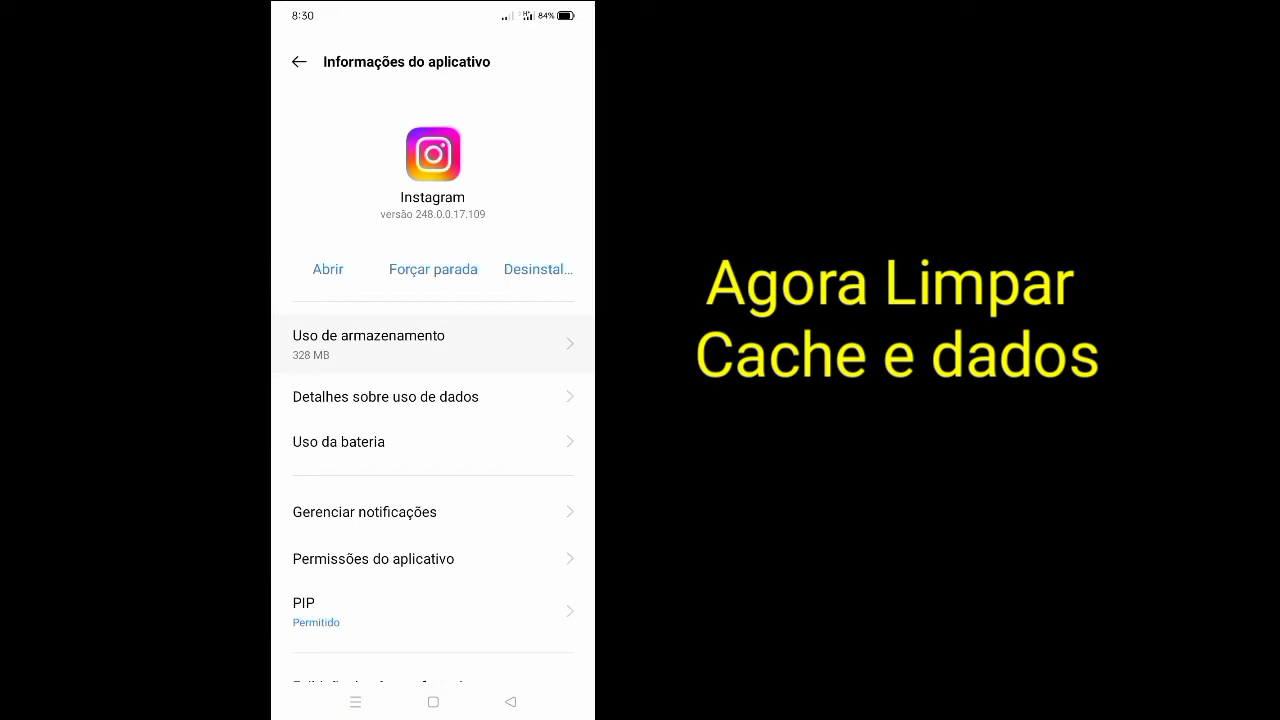 8:30
84%
Informações do aplicativo
Instagram
versão 248.0.0.17.109
Abrir Forçar parada Desinstal...
Uso de armazenamento
328 MB
Detalhes sobre uso de dados
Uso da bateria
Gerenciar notificações
Permissões do aplicativo
PIP
Permitido
Agora Limpar
Cache e dados